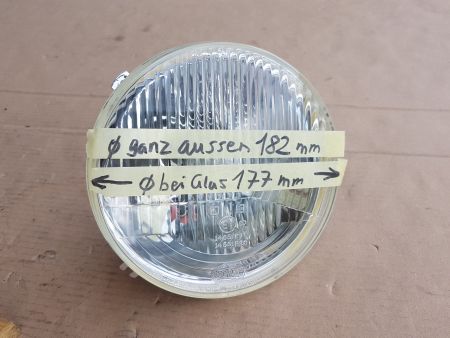 Ø ganz aussen 182 mm
← Ø bei Glas 177 mm →